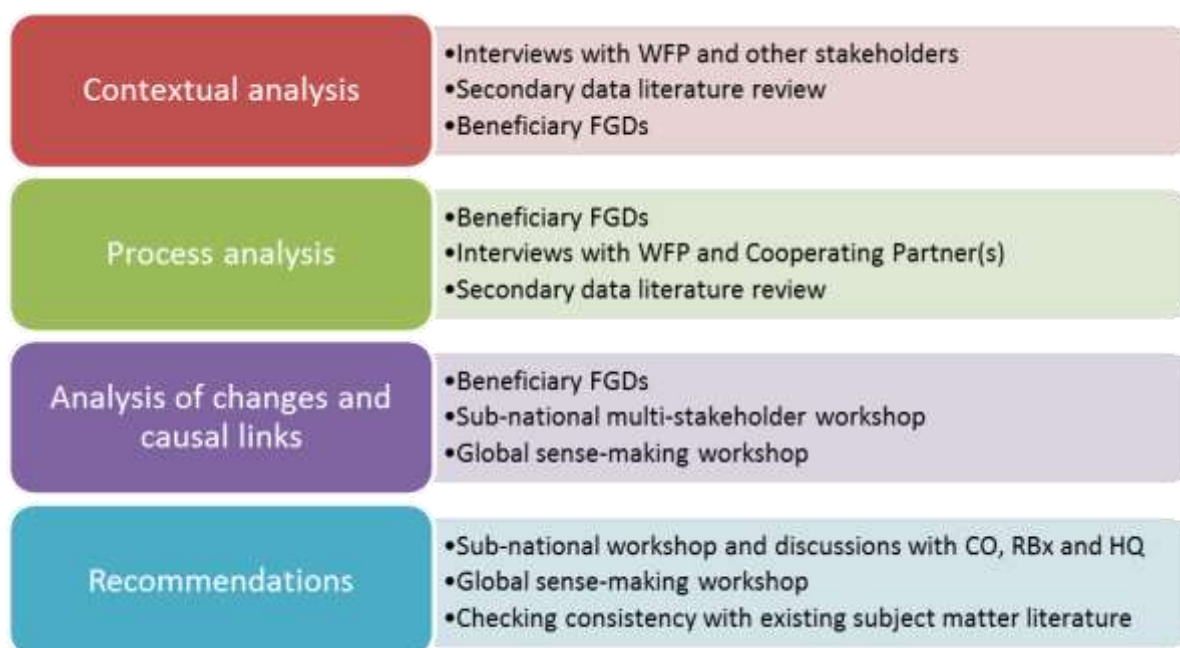 Contextual analysis
•Interviews with WFP and other stakeholders
•Secondary data literature review
•Beneficiary FGDs
Process analysis
•Beneficiary FGDs
•Interviews with WFP and Cooperating Partner(s)
•Secondary data literature review
Analysis of changes and
causal links
•Beneficiary FGDs
•Sub-national multi-stakeholder workshop
•Global sense-making workshop
Recommendations
•Sub-national workshop and discussions with CO, RBx and HQ
•Global sense-making workshop
•Checking consistency with existing subject matter literature